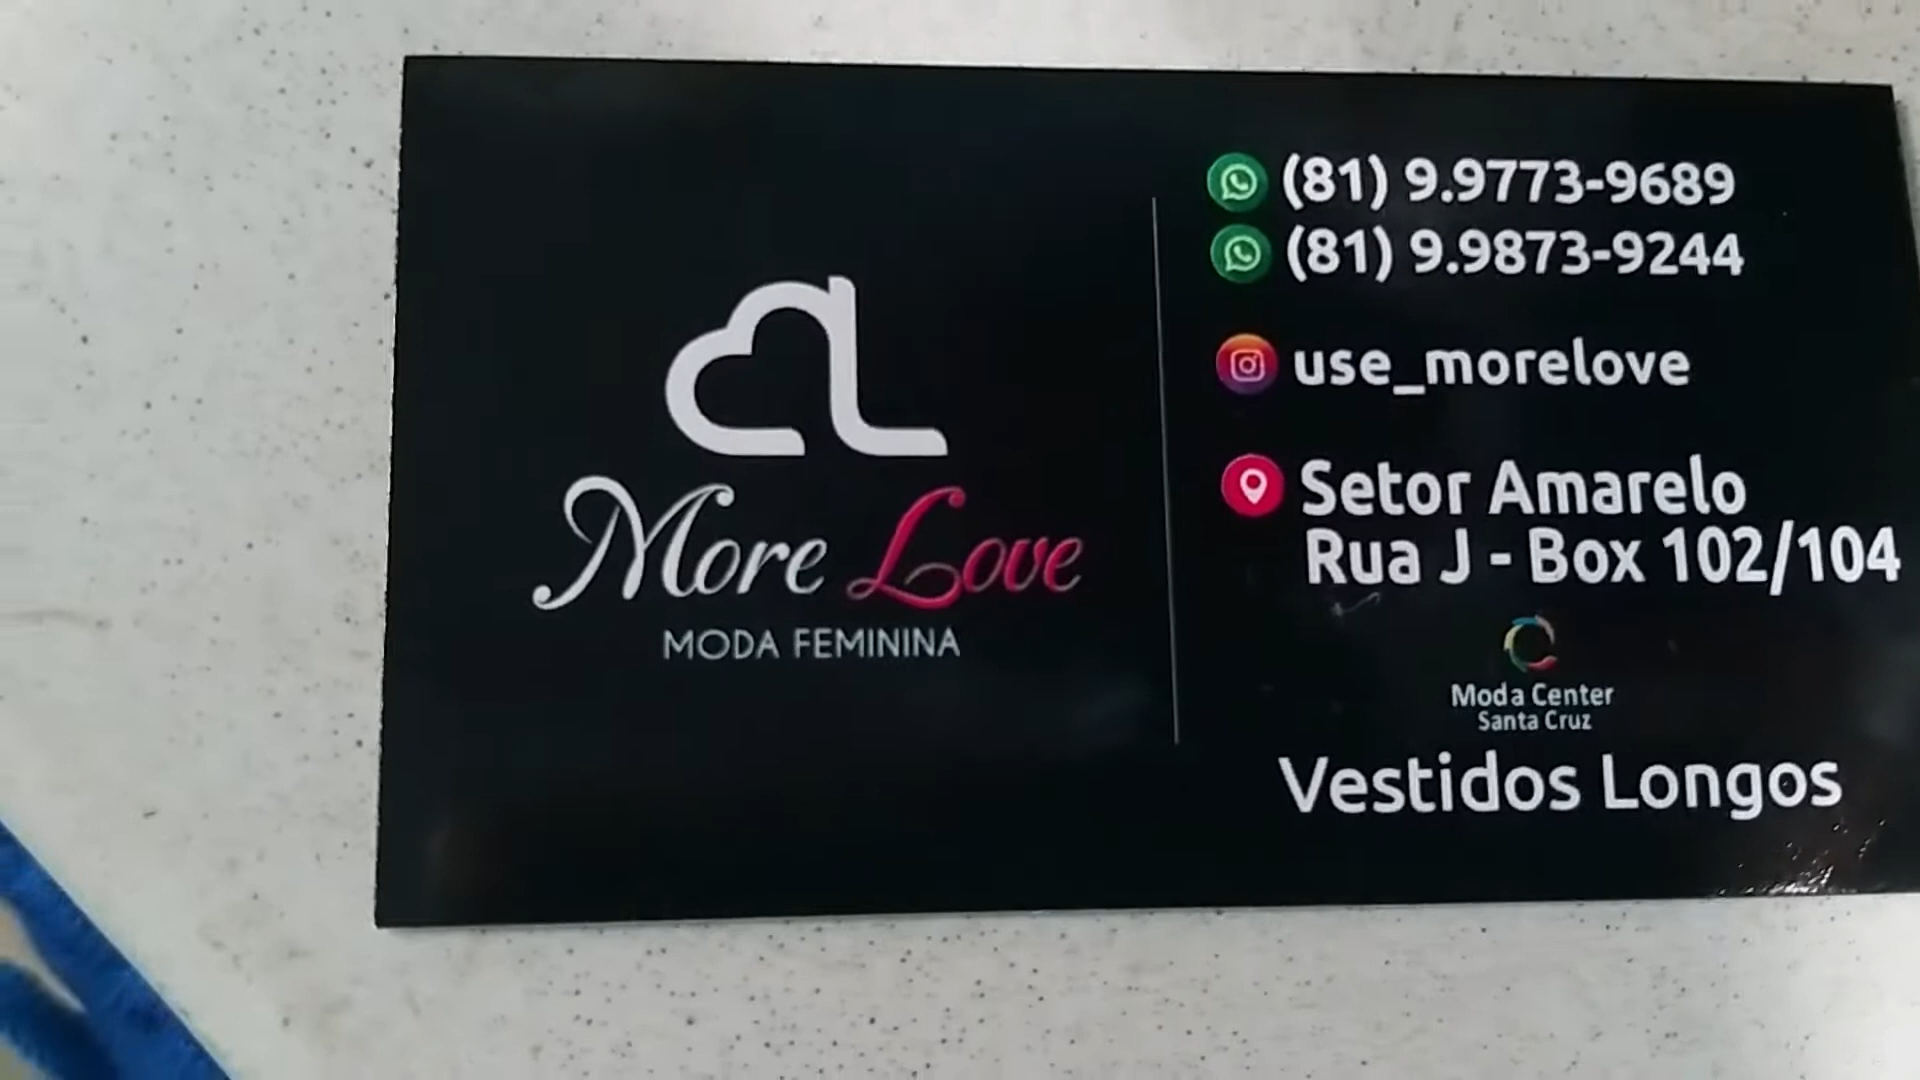 More Love
MODA FEMININA
(81) 9.9773-9689
(81) 9.9873-9244
use_morelove
Setor Amarelo
Rua J - Box 102/104
Moda Center
Santa Cruz
Vestidos Longos